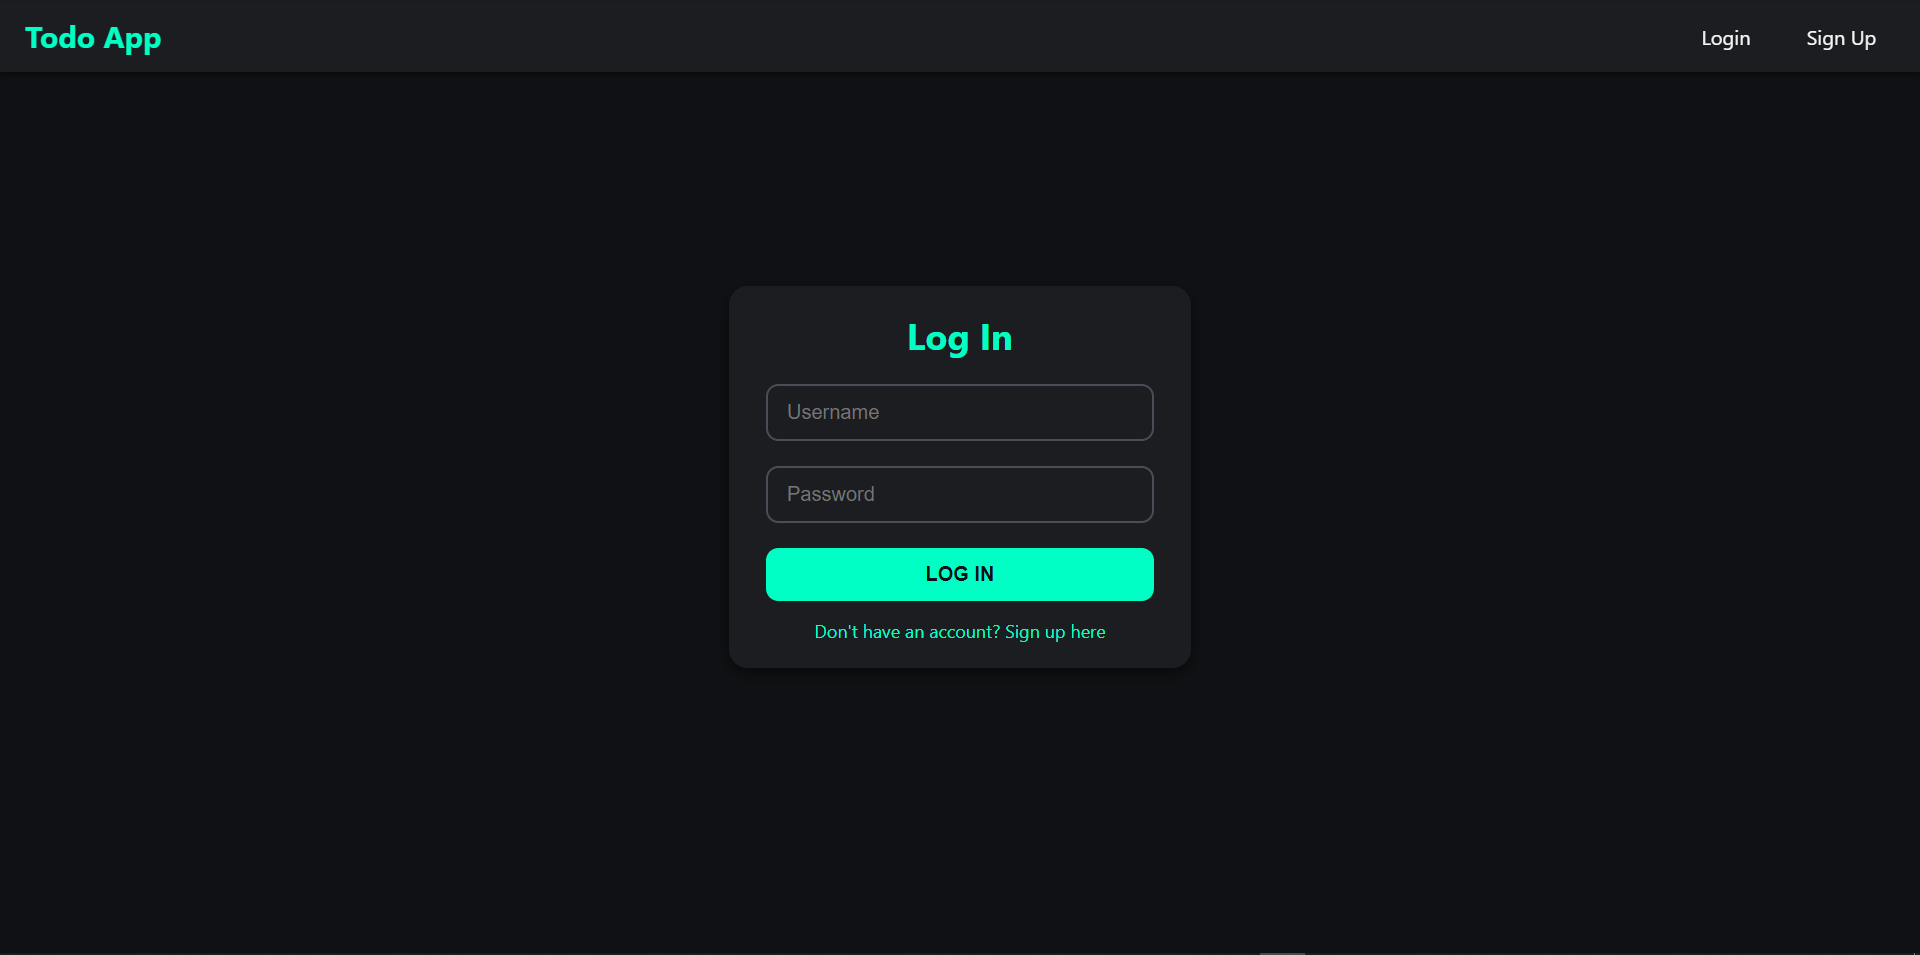 Todo App
Login
Sign Up
Log In
Username
Password
LOG IN
Don't have an account? Sign up here